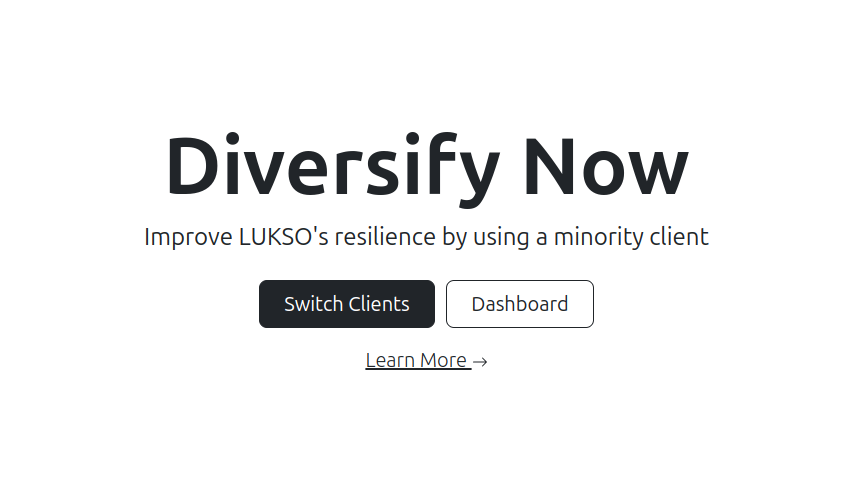 Diversify Now
Improve LUKSO's resilience by using a minority client
Switch Clients
Dashboard
Learn More →